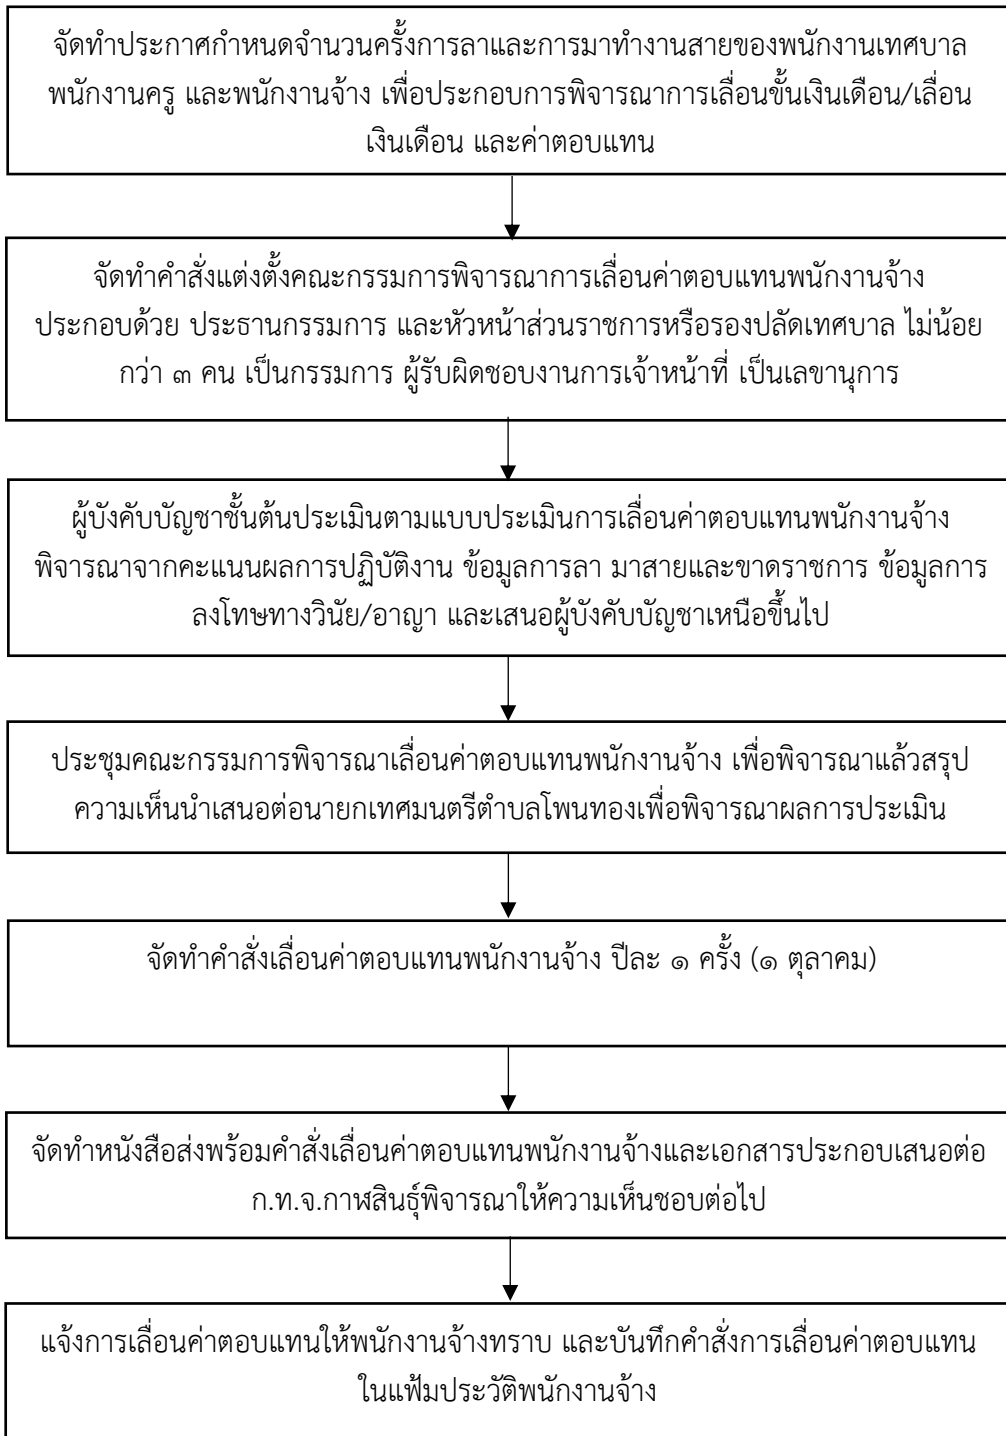 จัดทำประกาศกำหนดจำนวนครั้งการลาและการมาทำงานสายของพนักงานเทศบาล
พนักงานครู และพนักงานจ้าง เพื่อประกอบการพิจารณาการเลื่อนขั้นเงินเดือน/เลื่อน
เงินเดือน และค่าตอบแทน
จัดทำคำสั่งแต่งตั้งคณะกรรมการพิจารณาการเลื่อนค่าตอบแทนพนักงานจ้าง
ประกอบด้วย ประธานกรรมการ และหัวหน้าส่วนราชการหรือรองปลัดเทศบาล ไม่น้อย
กว่า ๓ คน เป็นกรรมการ ผู้รับผิดชอบงานการเจ้าหน้าที่ เป็นเลขานุการ
ผู้บังคับบัญชาชั้นต้นประเมินตามแบบประเมินการเลื่อนค่าตอบแทนพนักงานจ้าง
พิจารณาจากคะแนนผลการปฏิบัติงาน ข้อมูลการลา มาสายและขาดราชการ ข้อมูลการ
ลงโทษทางวินัย/อาญา และเสนอผู้บังคับบัญชาเหนือขึ้นไป
ประชุมคณะกรรมการพิจารณาเลื่อนค่าตอบแทนพนักงานจ้าง เพื่อพิจารณาแล้วสรุป
ความเห็นนำเสนอต่อนายกเทศมนตรีตำบลโพนทองเพื่อพิจารณาผลการประเมิน
จัดทำคำสั่งเลื่อนค่าตอบแทนพนักงานจ้าง ปีละ ๑ ครั้ง (๑ ตุลาคม)
จัดทำหนังสือส่งพร้อมคำสั่งเลื่อนค่าตอบแทนพนักงานจ้างและเอกสารประกอบเสนอต่อ
ก.ท.จ.กาฬสินธุ์พิจารณาให้ความเห็นชอบต่อไป
แจ้งการเลื่อนค่าตอบแทนให้พนักงานจ้างทราบ และบันทึกคำสั่งการเลื่อนค่าตอบแทน
ในแฟ้มประวัติพนักงานจ้าง